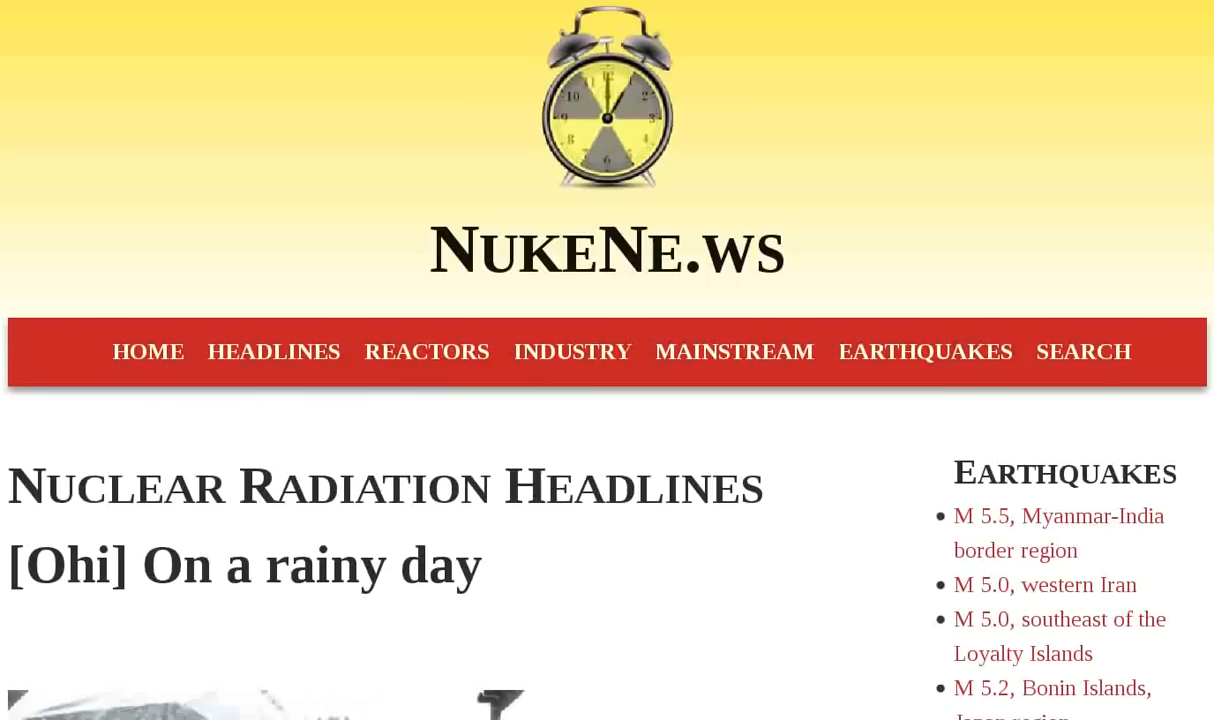 NukeNe.ws
HOME HEADLINES REACTORS INDUSTRY MAINSTREAM EARTHQUAKES SEARCH
Nuclear Radiation Headlines
[Ohi] On a rainy day
Earthquakes
M 5.5, Myanmar-India
border region
M 5.0, western Iran
M 5.0, southeast of the
Loyalty Islands
M 5.2, Bonin Islands,
Japan region